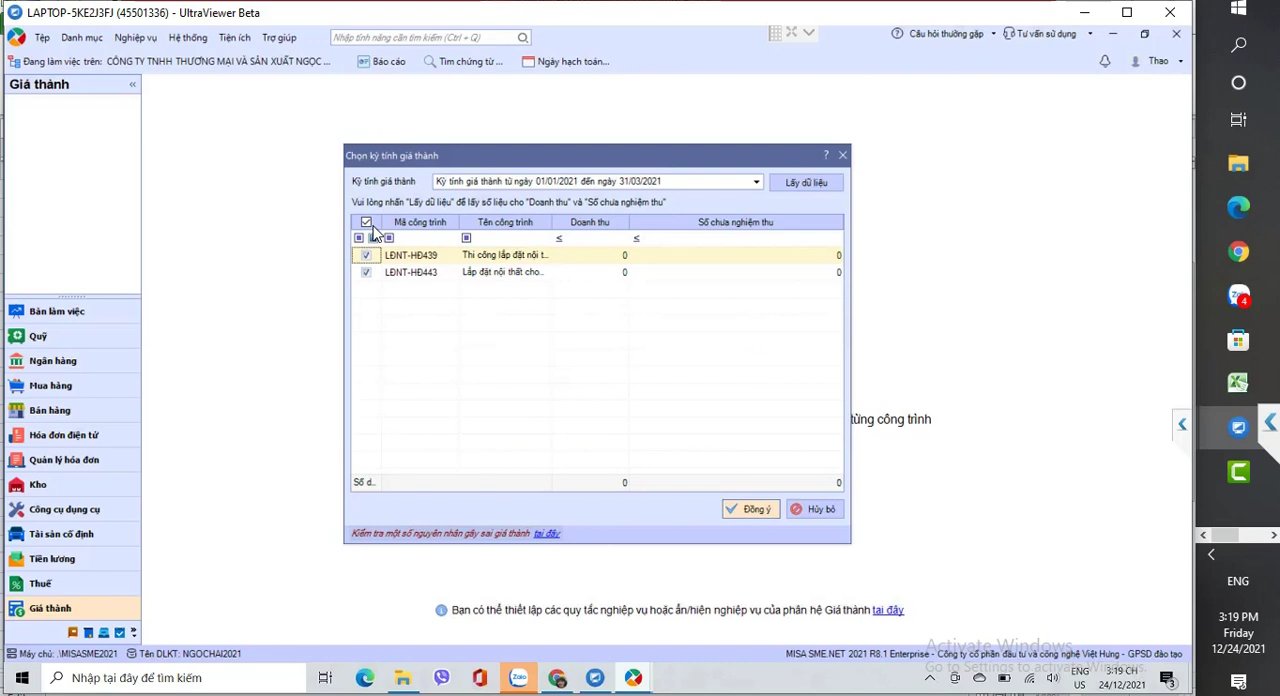 LAPTOP-5KE2J3FJ (45501336) - UltraViewer Beta
Tệp Danh mục Nghiệp vụ Hệ thống Tiện ích Trợ giúp Nhập tính năng cần tìm kiếm (Ctrl + Q) Câu hỏi thường gặp Tư vấn sử dụng
Đang làm việc trên: CÔNG TY TNHH THƯƠNG MẠI VÀ SẢN XUẤT NGỌC ... Báo cáo Tìm chứng từ ... Ngày hạch toán... Thao
Giá thành
Chọn kỳ tính giá thành
Kỳ tính giá thành Kỳ tính giá thành từ ngày 01/01/2021 đến ngày 31/03/2021 Lấy dữ liệu
Vui lòng nhấn "Lấy dữ liệu" để lấy số liệu cho "Doanh thu" và "Số chưa nghiệm thu"
Mã công trình Tên công trình Doanh thu Số chưa nghiệm thu
≤ ≤
LĐNT-HĐ439 Thi công lắp đặt nội t... 0 0
LĐNT-HĐ443 Lắp đặt nội thất cho.. 0 0
Số d.. 0 0
Đồng ý Hủy bỏ
Kiểm tra một số nguyên nhân gây sai giá thành tại đây
từng công trình
Bàn làm việc
Quỹ
Ngân hàng
Mua hàng
Bán hàng
Hóa đơn điện tử
Quản lý hóa đơn
Kho
Công cụ dụng cụ
Tài sản cố định
Tiền lương
Thuế
Giá thành
Bạn có thể thiết lập các quy tắc nghiệp vụ hoặc ẩn/hiện nghiệp vụ của phân hệ Giá thành tại đây
Activate Windows
Go to Settings to activate Windows.
Máy chủ: .\MISASME2021 Tên DLKT: NGOCHAI2021 MISA SME.NET 2021 R8.1 Enterprise - Công ty cổ phần đầu tư và công nghệ Việt Hưng - GPSD đào tạo
Nhập tại đây để tìm kiếm
Zalo
ENG
US
3:19 CH
24/12/2021
3
4
ENG
3:19 PM
Friday
12/24/2021